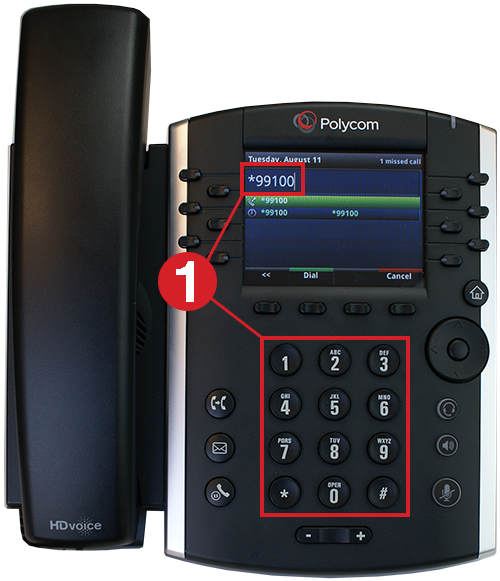 Polycom
Tuesday, August 11 1 missed call
*99100
*99100
*99100 *99100
<< Dial Cancel
1
1
ABC
2
DEF
3
GHI
4
JKL
5
MNO
6
PQRS
7
TUV
8
WXYZ
9
*
OPER
0
#
- +
HDvoice